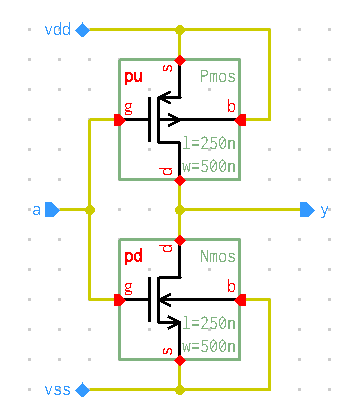 vdd
s
pu Pmos
g b
l=250n
w=500n
d
a y
d
pd Nmos
g b
l=250n
w=500n
s
vss